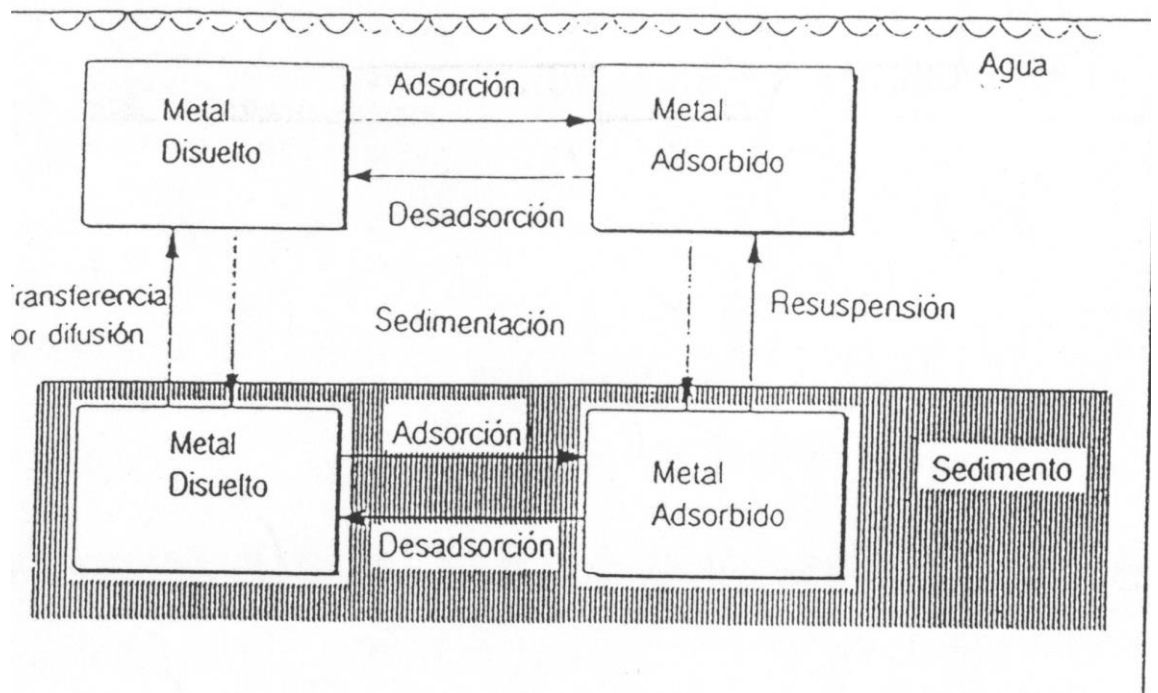 Agua
Adsorción
Metal
Disuelto
Metal
Adsorbido
Desadsorción
ransferencia
or difusión
Sedimentación
Resuspensión
Metal
Disuelto
Adsorción
Metal
Adsorbido
Sedimento
Desadsorción